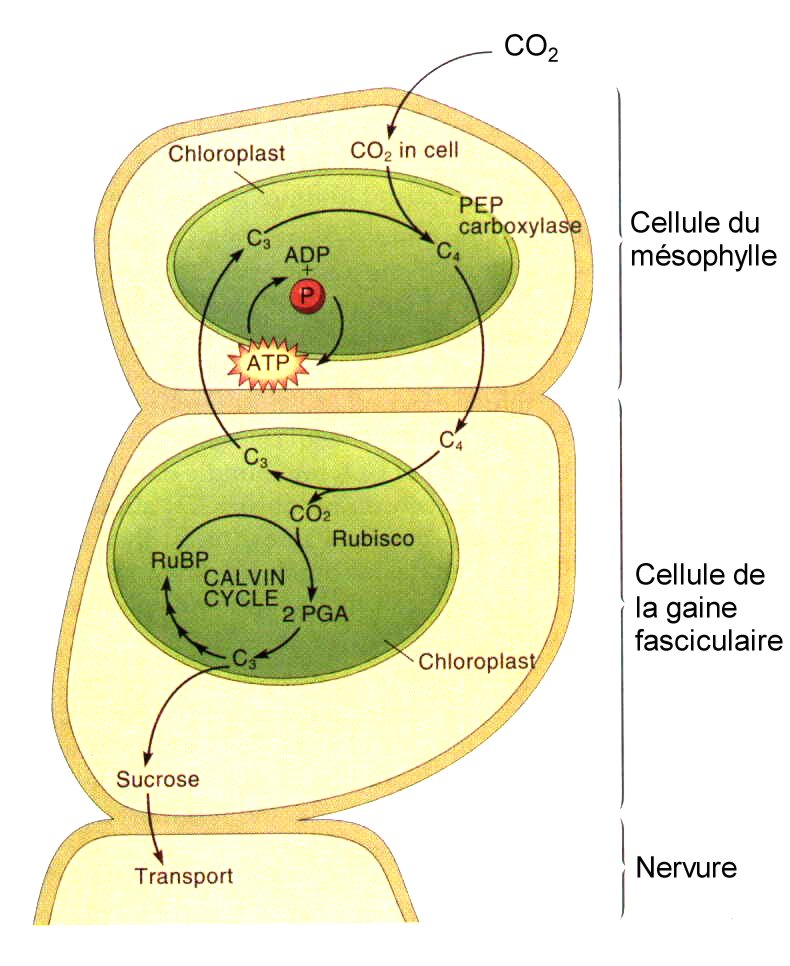 CO₂
Chloroplast
CO₂ in cell
PEP
carboxylase
C₃
C₄
ADP
+
P
ATP
Cellule du
mésophylle
C₄
C₃
CO₂
Rubisco
RuBP
CALVIN
CYCLE
2 PGA
C₃
Chloroplast
Cellule de
la gaine
fasciculaire
Sucrose
Transport
Nervure